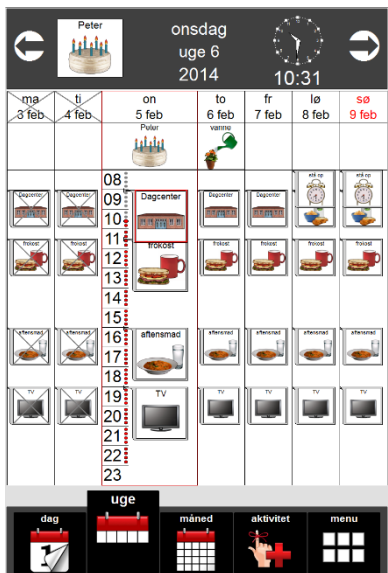 Peter
onsdag
uge 6
2014
10:31
ma ti on to fr lø sø
3 feb 4 feb 5 feb 6 feb 7 feb 8 feb 9 feb
Peter vanne
08 stå op stå op
09 Dagcenter Dagcenter Dagcenter Dagcenter Dagcenter
10
11 frokost frokost frokost frokost frokost frokost frokost
12
13
14
15
16 aftensmad aftensmad aftensmad aftensmad aftensmad aftensmad aftensmad
17
18
19 TV TV TV TV TV TV TV
20
21
22
23
uge
dag måned aktivitet menu
1